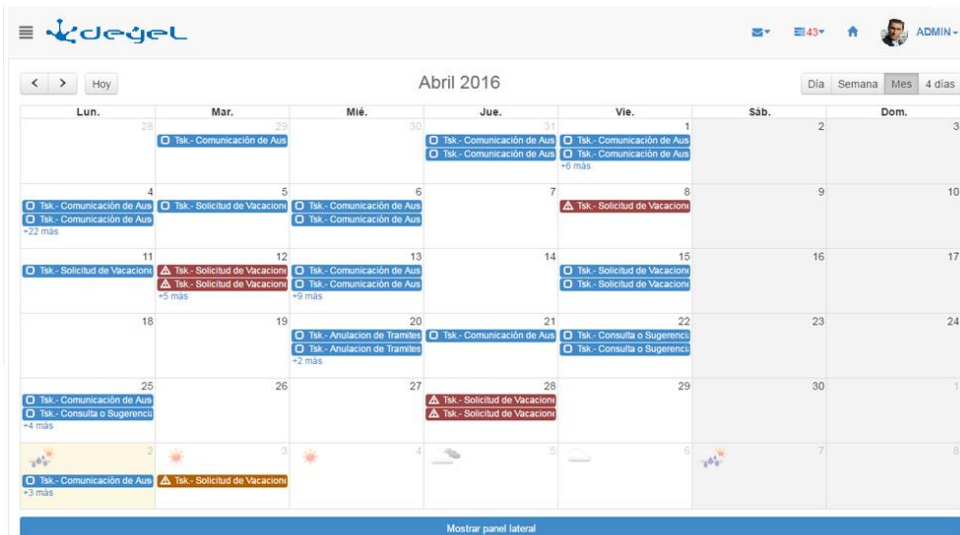 deyel
43
ADMIN
Hoy
Abril 2016
Día Semana Mes 4 días
Lun. Mar. Mié. Jue. Vie. Sáb. Dom.
28 29 30 31 1 2 3
Tsk.- Comunicación de Aus Tsk.- Comunicación de Aus Tsk.- Comunicación de Aus
Tsk.- Comunicación de Aus Tsk.- Comunicación de Aus
+6 más
4 5 6 7 8 9 10
Tsk.- Comunicación de Aus Tsk.- Solicitud de Vacacione Tsk.- Comunicación de Aus Tsk.- Solicitud de Vacacione
Tsk.- Comunicación de Aus Tsk.- Comunicación de Aus
+22 más
11 12 13 14 15 16 17
Tsk.- Solicitud de Vacacione Tsk.- Solicitud de Vacacione Tsk.- Comunicación de Aus Tsk.- Solicitud de Vacacione
Tsk.- Solicitud de Vacacione Tsk.- Comunicación de Aus Tsk.- Solicitud de Vacacione
+5 más +9 más
18 19 20 21 22 23 24
Tsk.- Anulacion de Tramites Tsk.- Comunicación de Aus Tsk.- Consulta o Sugerencia
Tsk.- Anulacion de Tramites Tsk.- Consulta o Sugerencia
+2 más
25 26 27 28 29 30 1
Tsk.- Comunicación de Aus Tsk.- Solicitud de Vacacione
Tsk.- Consulta o Sugerencia Tsk.- Solicitud de Vacacione
+4 más
2 3 4 5 6 7 8
Tsk.- Comunicación de Aus Tsk.- Solicitud de Vacacione
+3 más
Mostrar panel lateral